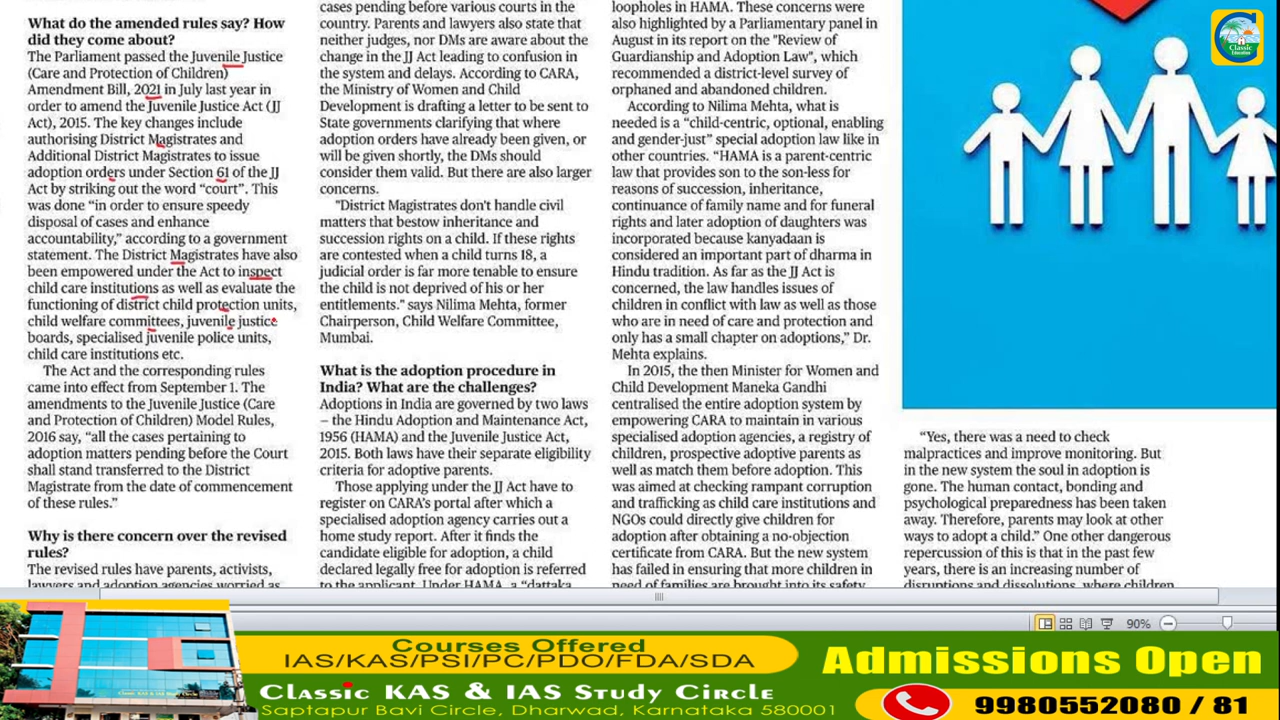 What do the amended rules say? How
did they come about?
The Parliament passed the Juvenile Justice
(Care and Protection of Children)
Amendment Bill, 2021 in July last year in
order to amend the Juvenile Justice Act (JJ
Act), 2015. The key changes include
authorising District Magistrates and
Additional District Magistrates to issue
adoption orders under Section 61 of the JJ
Act by striking out the word “court”. This
was done “in order to ensure speedy
disposal of cases and enhance
accountability,” according to a government
statement. The District Magistrates have also
been empowered under the Act to inspect
child care institutions as well as evaluate the
functioning of district child protection units,
child welfare committees, juvenile justice
boards, specialised juvenile police units,
child care institutions etc.
The Act and the corresponding rules
came into effect from September 1. The
amendments to the Juvenile Justice (Care
and Protection of Children) Model Rules,
2016 say, “all the cases pertaining to
adoption matters pending before the Court
shall stand transferred to the District
Magistrate from the date of commencement
of these rules.”
Why is there concern over the revised
rules?
The revised rules have parents, activists,
lawyers and adoption agencies worried as
cases pending before various courts in the
country. Parents and lawyers also state that
neither judges, nor DMs are aware about the
change in the JJ Act leading to confusion in
the system and delays. According to CARA,
the Ministry of Women and Child
Development is drafting a letter to be sent to
State governments clarifying that where
adoption orders have already been given, or
will be given shortly, the DMs should
consider them valid. But there are also larger
concerns.
"District Magistrates don't handle civil
matters that bestow inheritance and
succession rights on a child. If these rights
are contested when a child turns 18, a
judicial order is far more tenable to ensure
the child is not deprived of his or her
entitlements." says Nilima Mehta, former
Chairperson, Child Welfare Committee,
Mumbai.
What is the adoption procedure in
India? What are the challenges?
Adoptions in India are governed by two laws
– the Hindu Adoption and Maintenance Act,
1956 (HAMA) and the Juvenile Justice Act,
2015. Both laws have their separate eligibility
criteria for adoptive parents.
Those applying under the JJ Act have to
register on CARA's portal after which a
specialised adoption agency carries out a
home study report. After it finds the
candidate eligible for adoption, a child
declared legally free for adoption is referred
to the applicant. Under HAMA, a “dattaka
loopholes in HAMA. These concerns were
also highlighted by a Parliamentary panel in
August in its report on the "Review of
Guardianship and Adoption Law", which
recommended a district-level survey of
orphaned and abandoned children.
According to Nilima Mehta, what is
needed is a “child-centric, optional, enabling
and gender-just” special adoption law like in
other countries. “HAMA is a parent-centric
law that provides son to the son-less for
reasons of succession, inheritance,
continuance of family name and for funeral
rights and later adoption of daughters was
incorporated because kanyadaan is
considered an important part of dharma in
Hindu tradition. As far as the JJ Act is
concerned, the law handles issues of
children in conflict with law as well as those
who are in need of care and protection and
only has a small chapter on adoptions,” Dr.
Mehta explains.
In 2015, the then Minister for Women and
Child Development Maneka Gandhi
centralised the entire adoption system by
empowering CARA to maintain in various
specialised adoption agencies, a registry of
children, prospective adoptive parents as
well as match them before adoption. This
was aimed at checking rampant corruption
and trafficking as child care institutions and
NGOs could directly give children for
adoption after obtaining a no-objection
certificate from CARA. But the new system
has failed in ensuring that more children in
need of families are brought into its safety
“Yes, there was a need to check
malpractices and improve monitoring. But
in the new system the soul in adoption is
gone. The human contact, bonding and
psychological preparedness has been taken
away. Therefore, parents may look at other
ways to adopt a child.” One other dangerous
repercussion of this is that in the past few
years, there is an increasing number of
disruptions and dissolutions, where children
Classic
Education
90%
Courses Offered
IAS/KAS/PSI/PC/PDO/FDA/SDA
Classic KAS & IAS Study Circle
Saptapur Bavi Circle, Dharwad, Karnataka 580001
Admissions Open
9980552080 / 81